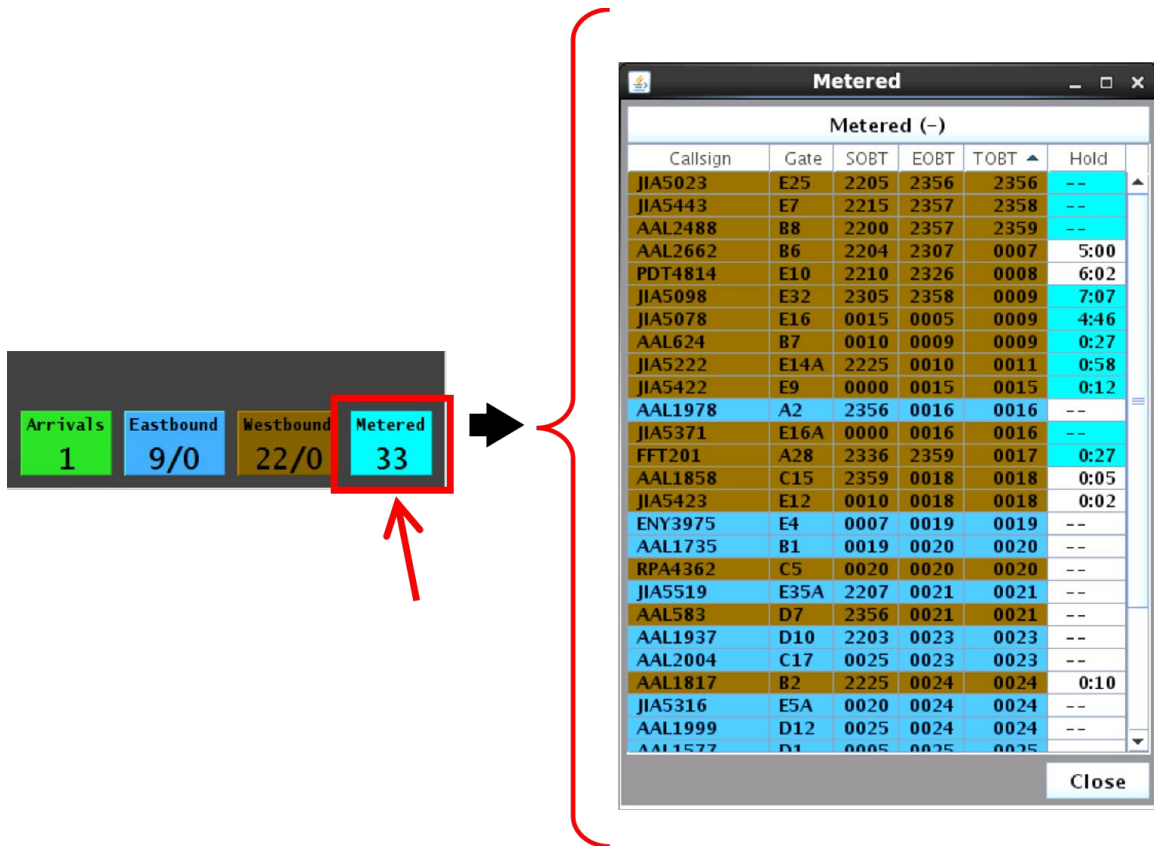 Arrivals Eastbound Westbound Metered
1 9/0 22/0 33
Metered
Metered (-)
Callsign Gate SOBT EOBT TOBT Hold
JIA5023 E25 2205 2356 2356 --
JIA5443 E7 2215 2357 2358 --
AAL2488 B8 2200 2357 2359 --
AAL2662 B6 2204 2307 0007 5:00
PDT4814 E10 2210 2326 0008 6:02
JIA5098 E32 2305 2358 0009 7:07
JIA5078 E16 0015 0005 0009 4:46
AAL624 B7 0010 0009 0009 0:27
JIA5222 E14A 2225 0010 0011 0:58
JIA5422 E9 0000 0015 0015 0:12
AAL1978 A2 2356 0016 0016 --
JIA5371 E16A 0000 0016 0016 --
FFT201 A28 2336 2359 0017 0:27
AAL1858 C15 2359 0018 0018 0:05
JIA5423 E12 0010 0018 0018 0:02
ENY3975 E4 0007 0019 0019 --
AAL1735 B1 0019 0020 0020 --
RPA4362 C5 0020 0020 0020 --
JIA5519 E35A 2207 0021 0021 --
AAL583 D7 2356 0021 0021 --
AAL1937 D10 2203 0023 0023 --
AAL2004 C17 0025 0023 0023 --
AAL1817 B2 2225 0024 0024 0:10
JIA5316 E5A 0020 0024 0024 --
AAL1999 D12 0025 0024 0024 --
AAL1577 D1 0005 0025 0025
Close